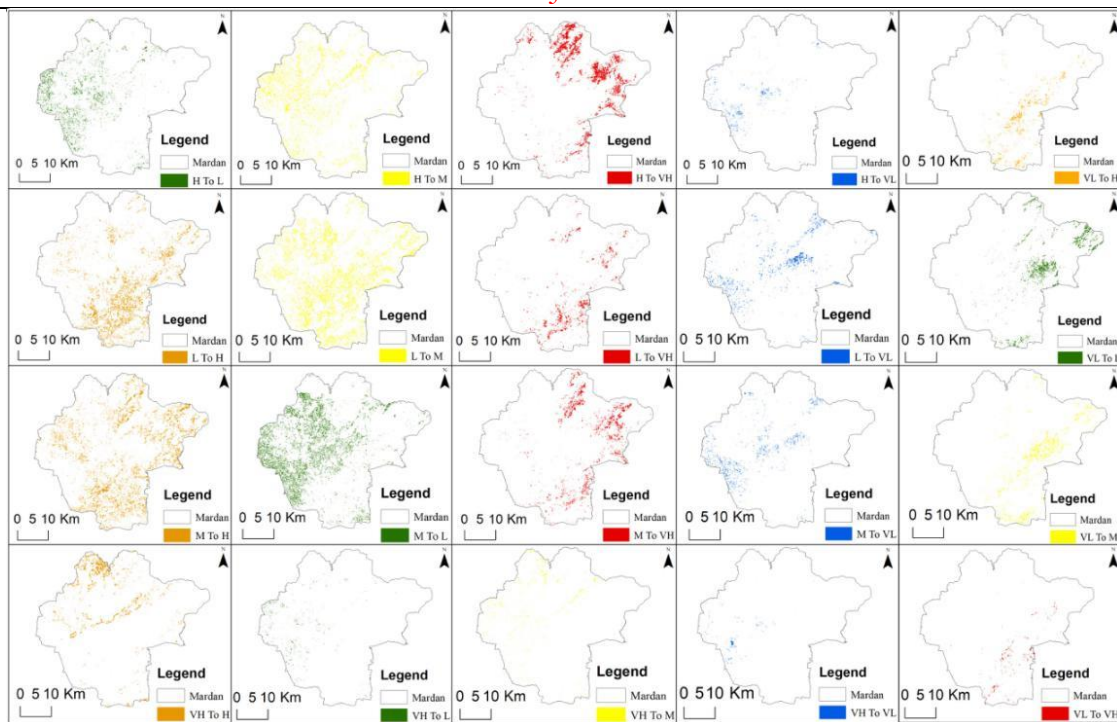 N
Legend
0 5 10 Km
Mardan
H To L
N
Legend
0 5 10 Km
Mardan
H To M
N
Legend
0 5 10 Km
Mardan
H To VH
N
Legend
0 5 10 Km
Mardan
H To VL
N
Legend
0 5 10 Km
Mardan
VL To H
N
Legend
0 5 10 Km
Mardan
L To H
N
Legend
0 5 10 Km
Mardan
L To M
N
Legend
0 5 10 Km
Mardan
L To VH
N
Legend
0 5 10 Km
Mardan
L To VL
N
Legend
0 5 10 Km
Mardan
VL To L
N
Legend
0 5 10 Km
Mardan
M To H
N
Legend
0 5 10 Km
Mardan
M To L
N
Legend
0 5 10 Km
Mardan
M To VH
N
Legend
0 5 10 Km
Mardan
M To VL
N
Legend
0 5 10 Km
Mardan
VL To M
N
Legend
0 5 10 Km
Mardan
VH To H
N
Legend
0 5 10 Km
Mardan
VH To L
N
Legend
0 5 10 Km
Mardan
VH To M
N
Legend
0 5 10 Km
Mardan
VH To VL
N
Legend
0 5 10 Km
Mardan
VL To VH